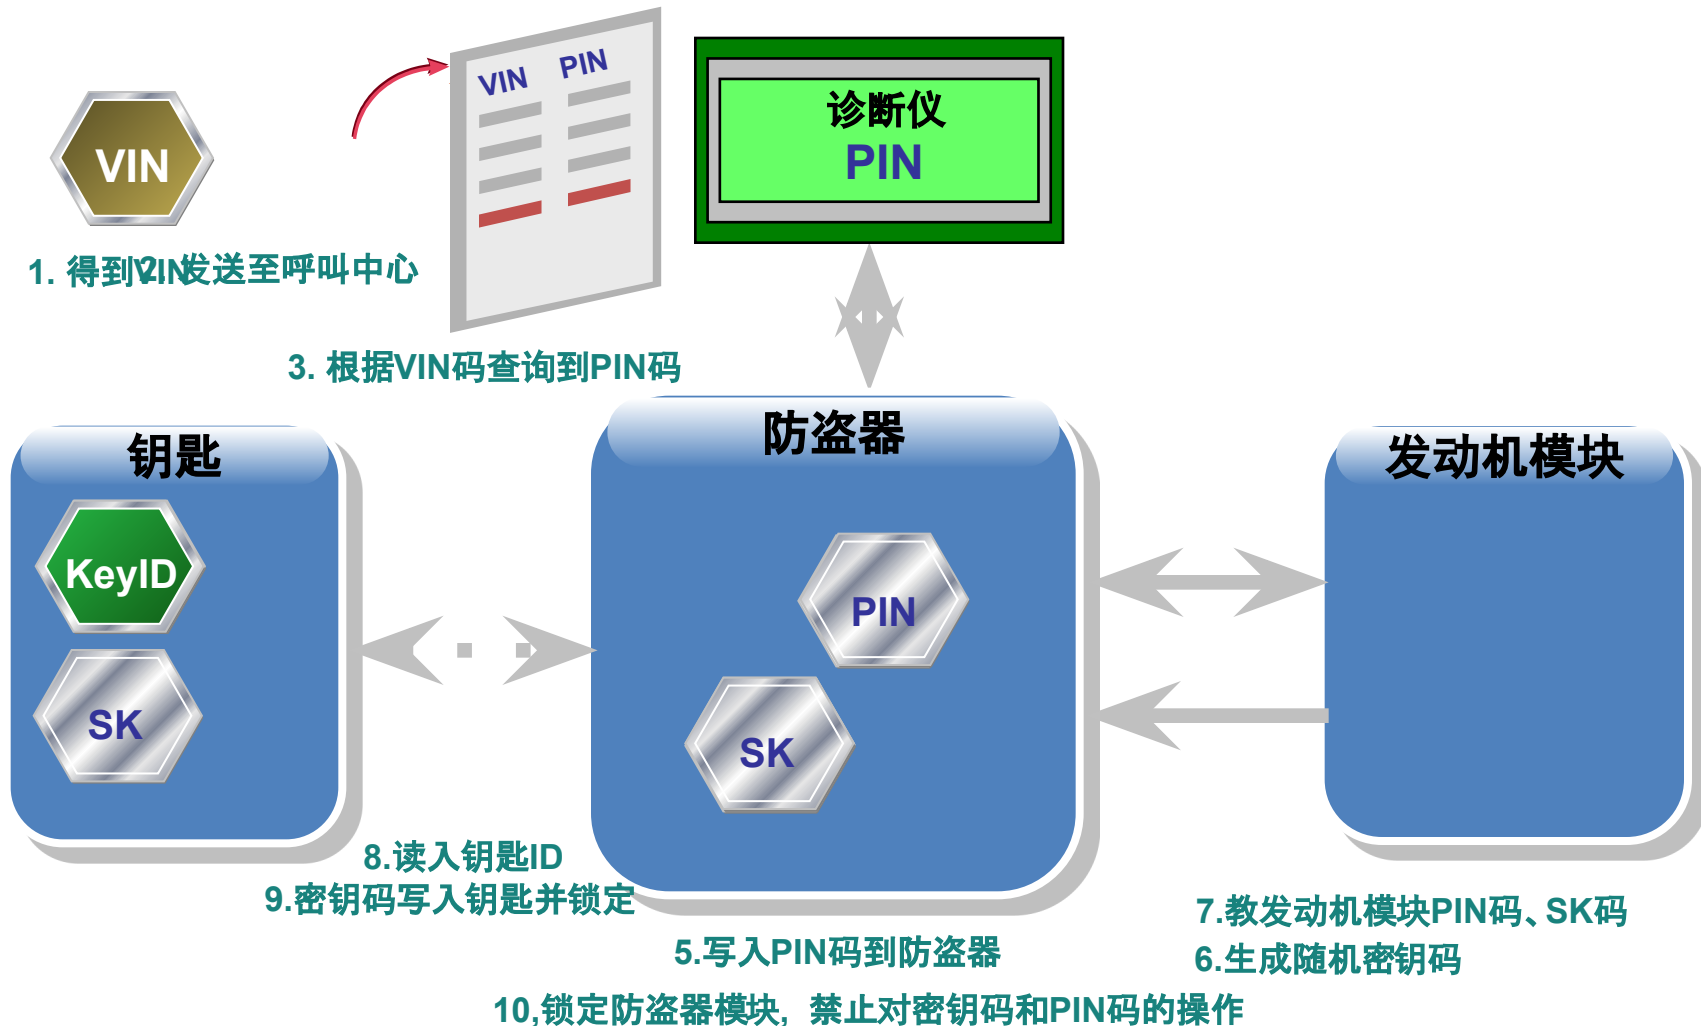 VIN PIN
VIN
诊断仪
PIN
1. 得到VIN
2. 发送至呼叫中心
3. 根据VIN码查询到PIN码
钥匙
防盗器
发动机模块
KeyID
PIN
SK
SK
8.读入钥匙ID
9.密钥码写入钥匙并锁定
7.教发动机模块PIN码、SK码
5.写入PIN码到防盗器
6.生成随机密钥码
10,锁定防盗器模块, 禁止对密钥码和PIN码的操作